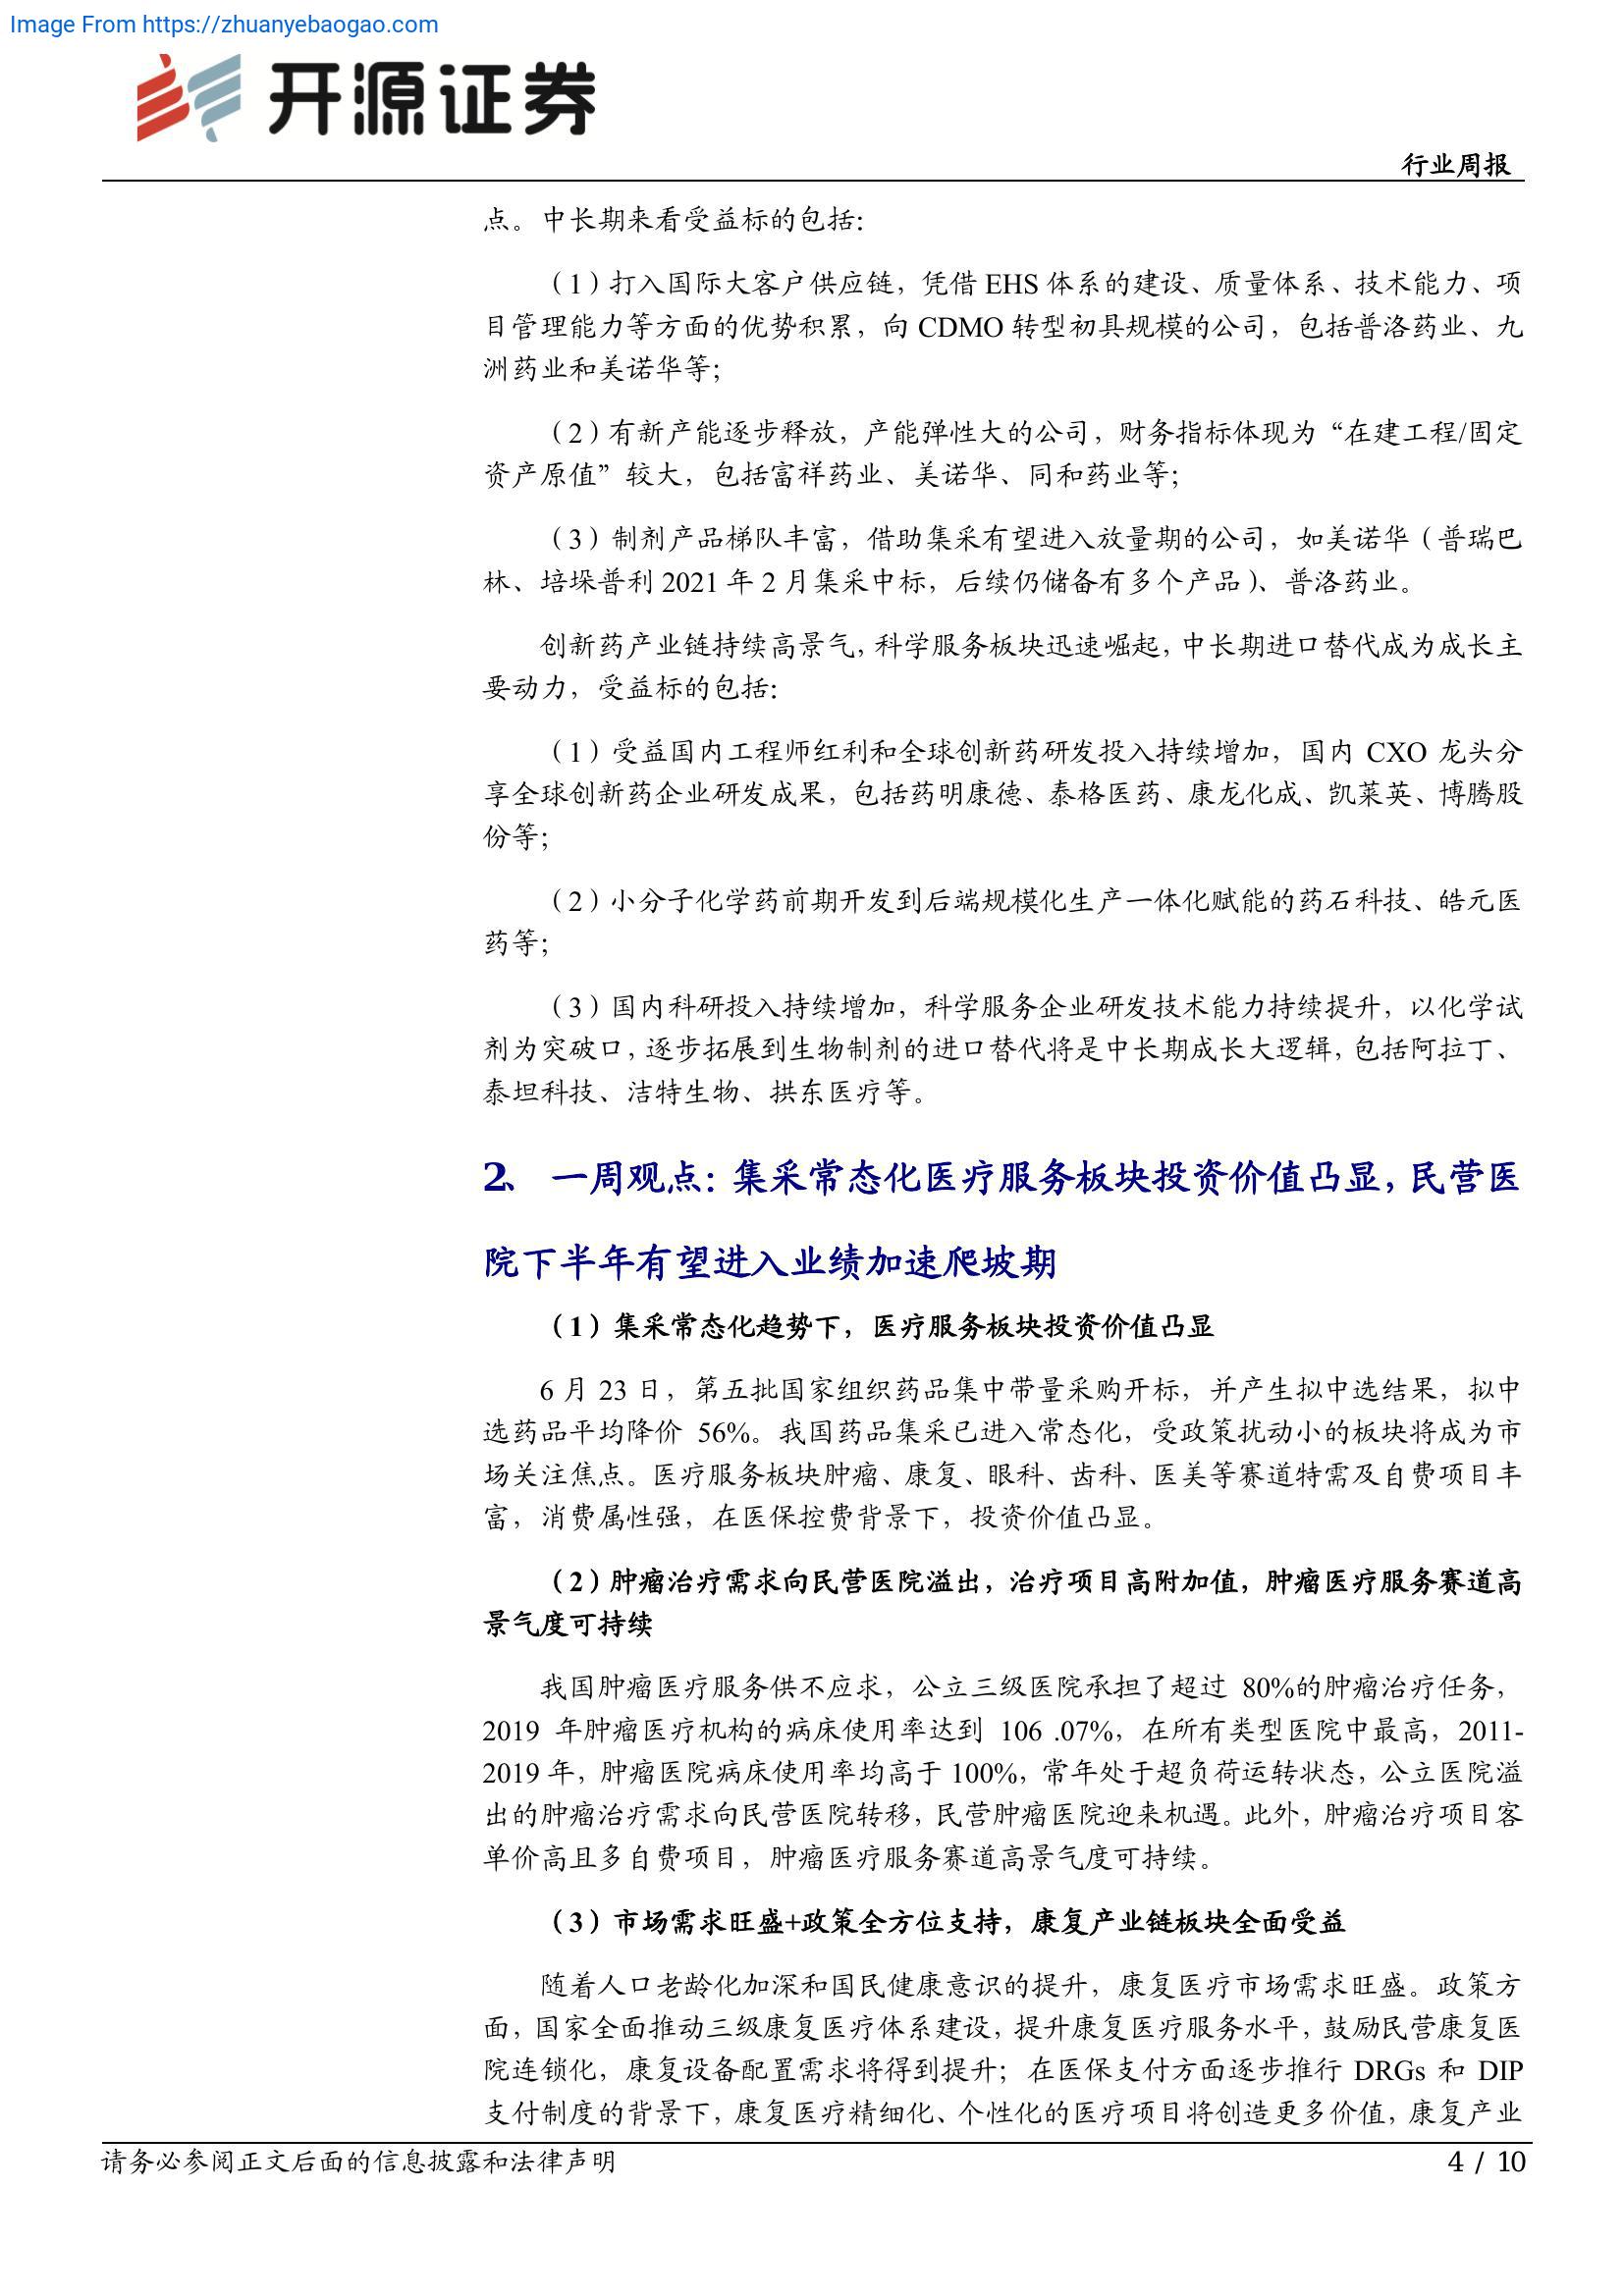 Image From https://zhuanyebaogao.com
开源证券
行业周报
点。中长期来看受益标的包括：
（1）打入国际大客户供应链，凭借 EHS 体系的建设、质量体系、技术能力、项
目管理能力等方面的优势积累，向 CDMO 转型初具规模的公司，包括普洛药业、九
洲药业和美诺华等；
（2）有新产能逐步释放，产能弹性大的公司，财务指标体现为“在建工程/固定
资产原值”较大，包括富祥药业、美诺华、同和药业等；
（3）制剂产品梯队丰富，借助集采有望进入放量期的公司，如美诺华（普瑞巴
林、培垛普利 2021 年 2 月集采中标，后续仍储备有多个产品）、普洛药业。
创新药产业链持续高景气，科学服务板块迅速崛起，中长期进口替代成为成长主
要动力，受益标的包括：
（1）受益国内工程师红利和全球创新药研发投入持续增加，国内 CXO 龙头分
享全球创新药企业研发成果，包括药明康德、泰格医药、康龙化成、凯莱英、博腾股
份等；
（2）小分子化学药前期开发到后端规模化生产一体化赋能的药石科技、皓元医
药等；
（3）国内科研投入持续增加，科学服务企业研发技术能力持续提升，以化学试
剂为突破口，逐步拓展到生物制剂的进口替代将是中长期成长大逻辑，包括阿拉丁、
泰坦科技、洁特生物、拱东医疗等。
2、 一周观点：集采常态化医疗服务板块投资价值凸显，民营医
院下半年有望进入业绩加速爬坡期
（1）集采常态化趋势下，医疗服务板块投资价值凸显
6 月 23 日，第五批国家组织药品集中带量采购开标，并产生拟中选结果，拟中
选药品平均降价 56%。我国药品集采已进入常态化，受政策扰动小的板块将成为市
场关注焦点。医疗服务板块肿瘤、康复、眼科、齿科、医美等赛道特需及自费项目丰
富，消费属性强，在医保控费背景下，投资价值凸显。
（2）肿瘤治疗需求向民营医院溢出，治疗项目高附加值，肿瘤医疗服务赛道高
景气度可持续
我国肿瘤医疗服务供不应求，公立三级医院承担了超过 80%的肿瘤治疗任务，
2019 年肿瘤医疗机构的病床使用率达到 106 .07%，在所有类型医院中最高，2011-
2019 年，肿瘤医院病床使用率均高于 100%，常年处于超负荷运转状态，公立医院溢
出的肿瘤治疗需求向民营医院转移，民营肿瘤医院迎来机遇。此外，肿瘤治疗项目客
单价高且多自费项目，肿瘤医疗服务赛道高景气度可持续。
（3）市场需求旺盛+政策全方位支持，康复产业链板块全面受益
随着人口老龄化加深和国民健康意识的提升，康复医疗市场需求旺盛。政策方
面，国家全面推动三级康复医疗体系建设，提升康复医疗服务水平，鼓励民营康复医
院连锁化，康复设备配置需求将得到提升；在医保支付方面逐步推行 DRGs 和 DIP
支付制度的背景下，康复医疗精细化、个性化的医疗项目将创造更多价值，康复产业
请务必参阅正文后面的信息披露和法律声明
4 / 10